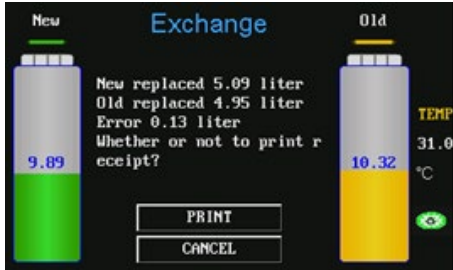 New
Exchange
Old
New replaced 5.09 liter
Old replaced 4.95 liter
Error 0.13 liter
Whether or not to print r
eceipt?
9.89
10.32
TEMP
31.0
°C
PRINT
CANCEL